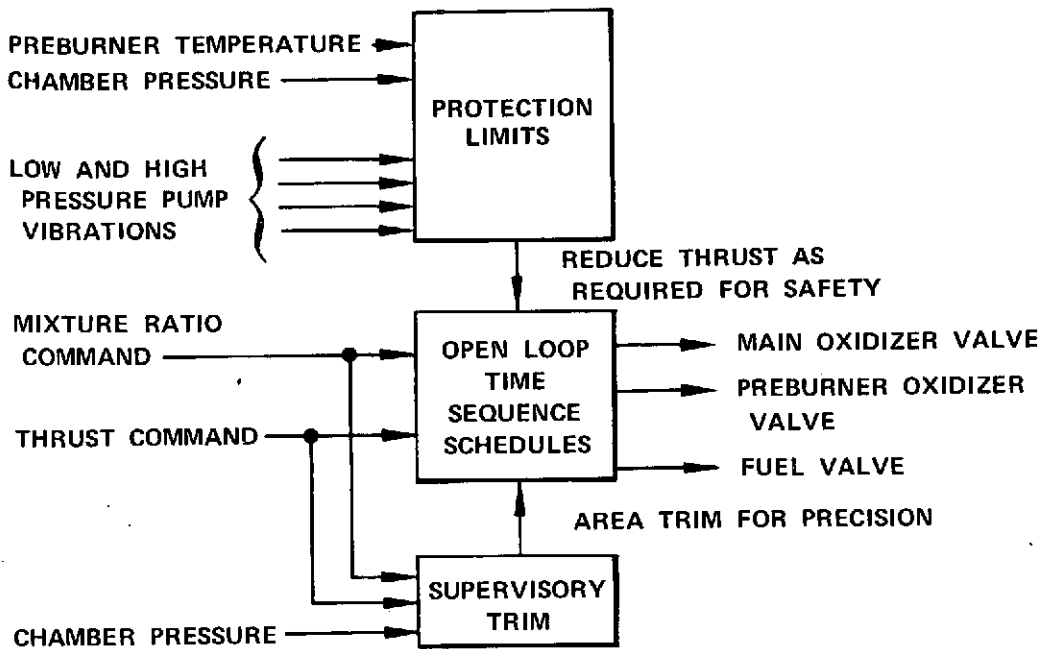 PREBURNER TEMPERATURE
CHAMBER PRESSURE
PROTECTION
LIMITS
LOW AND HIGH
PRESSURE PUMP
VIBRATIONS
REDUCE THRUST AS
REQUIRED FOR SAFETY
MIXTURE RATIO
COMMAND
THRUST COMMAND
OPEN LOOP
TIME
SEQUENCE
SCHEDULES
MAIN OXIDIZER VALVE
PREBURNER OXIDIZER
VALVE
FUEL VALVE
AREA TRIM FOR PRECISION
SUPERVISORY
TRIM
CHAMBER PRESSURE